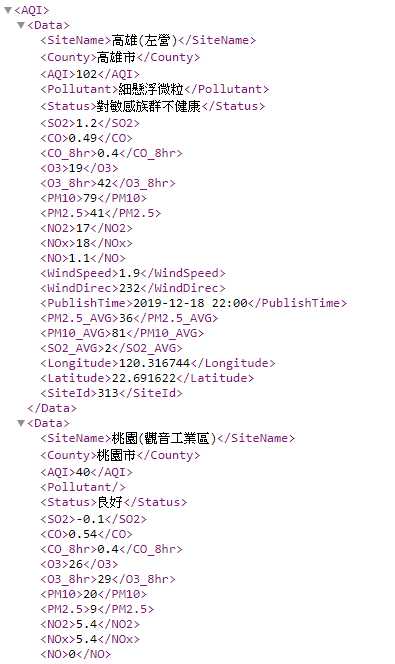 <AQI>
<Data>
<SiteName>高雄(左營)</SiteName>
<County>高雄市</County>
<AQI>102</AQI>
<Pollutant>細懸浮微粒</Pollutant>
<Status>對敏感族群不健康</Status>
<SO2>1.2</SO2>
<CO>0.49</CO>
<CO_8hr>0.4</CO_8hr>
<O3>19</O3>
<O3_8hr>42</O3_8hr>
<PM10>79</PM10>
<PM2.5>41</PM2.5>
<NO2>17</NO2>
<NOx>18</NOx>
<NO>1.1</NO>
<WindSpeed>1.9</WindSpeed>
<WindDirec>232</WindDirec>
<PublishTime>2019-12-18 22:00</PublishTime>
<PM2.5_AVG>36</PM2.5_AVG>
<PM10_AVG>81</PM10_AVG>
<SO2_AVG>2</SO2_AVG>
<Longitude>120.316744</Longitude>
<Latitude>22.691622</Latitude>
<SiteId>313</SiteId>
</Data>
<Data>
<SiteName>桃園(觀音工業區)</SiteName>
<County>桃園市</County>
<AQI>40</AQI>
<Pollutant/>
<Status>良好</Status>
<SO2>-0.1</SO2>
<CO>0.54</CO>
<CO_8hr>0.4</CO_8hr>
<O3>26</O3>
<O3_8hr>29</O3_8hr>
<PM10>20</PM10>
<PM2.5>9</PM2.5>
<NO2>5.4</NO2>
<NOx>5.4</NOx>
<NO>0</NO>